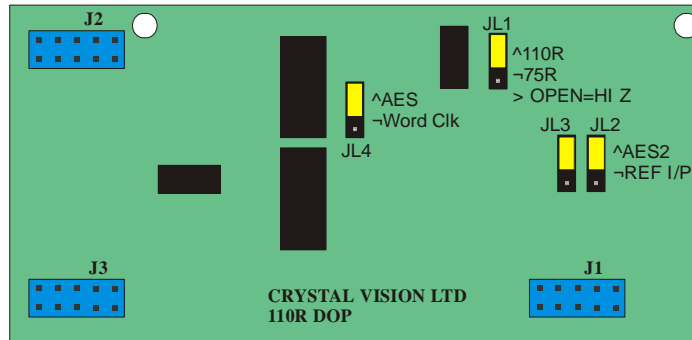 J2
JL1
^110R
¬75R
> OPEN=HI Z
^AES
¬Word Clk
JL4
JL3 JL2
^AES2
¬REF I/P
J3
J1
CRYSTAL VISION LTD
110R DOP